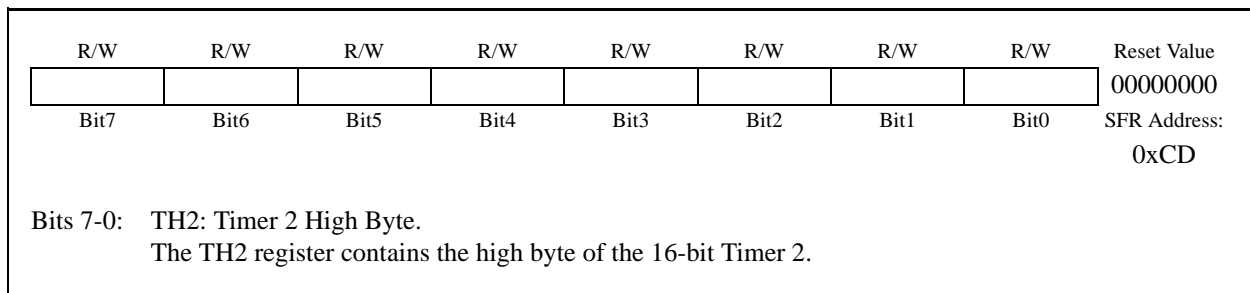 R/W R/W R/W R/W R/W R/W R/W R/W Reset Value
00000000
Bit7 Bit6 Bit5 Bit4 Bit3 Bit2 Bit1 Bit0 SFR Address:
0xCD
Bits 7-0: TH2: Timer 2 High Byte.
The TH2 register contains the high byte of the 16-bit Timer 2.